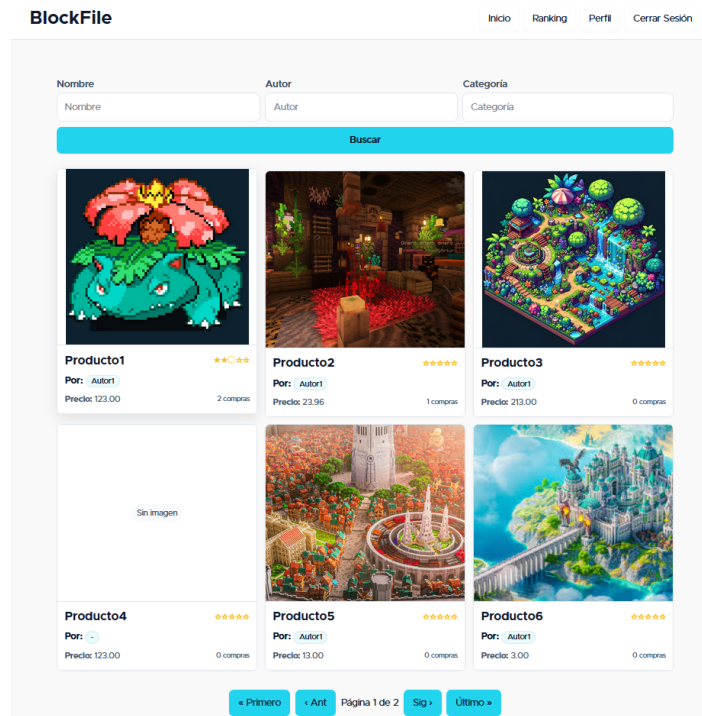 BlockFile
Inicio Ranking Perfil Cerrar Sesión
Nombre Autor Categoría
Nombre Autor Categoría
Buscar
Producto1 ★★☐☆☆
Por: Autor1
Precio: 123.00 2 compras
Producto2 ☆☆☆☆☆
Por: Autor1
Precio: 23.96 1 compras
Producto3 ☆☆☆☆☆
Por: Autor1
Precio: 213.00 0 compras
Sin imagen
Producto4 ☆☆☆☆☆
Por: -
Precio: 123.00 0 compras
Producto5 ☆☆☆☆☆
Por: Autor1
Precio: 13.00 0 compras
Producto6 ☆☆☆☆☆
Por: Autor1
Precio: 3.00 0 compras
« Primero ‹ Ant Página 1 de 2 Sig › Último »